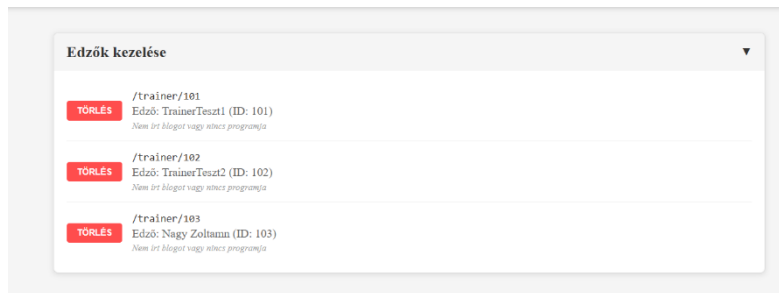 Edzők kezelése ▼
/trainer/101
TÖRLÉS
Edző: TrainerTeszt1 (ID: 101)
Nem írt blogot vagy nincs programja
/trainer/102
TÖRLÉS
Edző: TrainerTeszt2 (ID: 102)
Nem írt blogot vagy nincs programja
/trainer/103
TÖRLÉS
Edző: Nagy Zoltamn (ID: 103)
Nem írt blogot vagy nincs programja